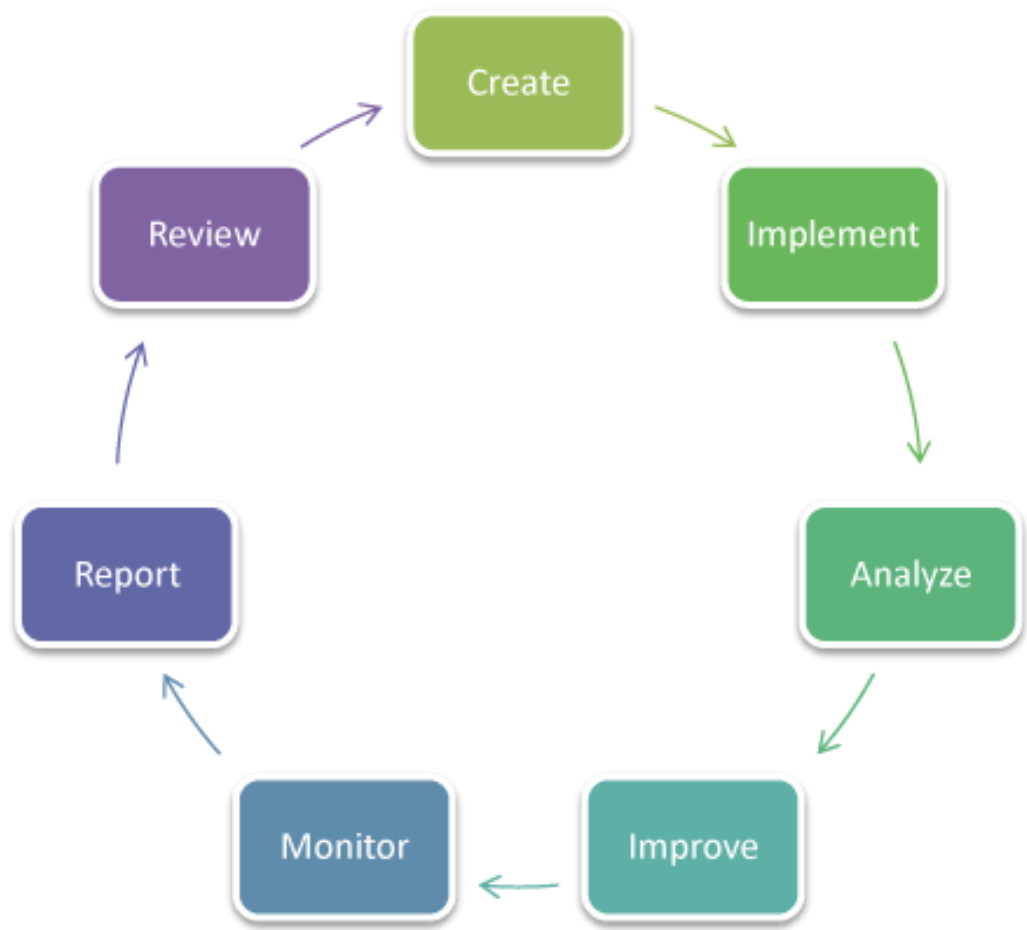 Create
Implement
Analyze
Improve
Monitor
Report
Review